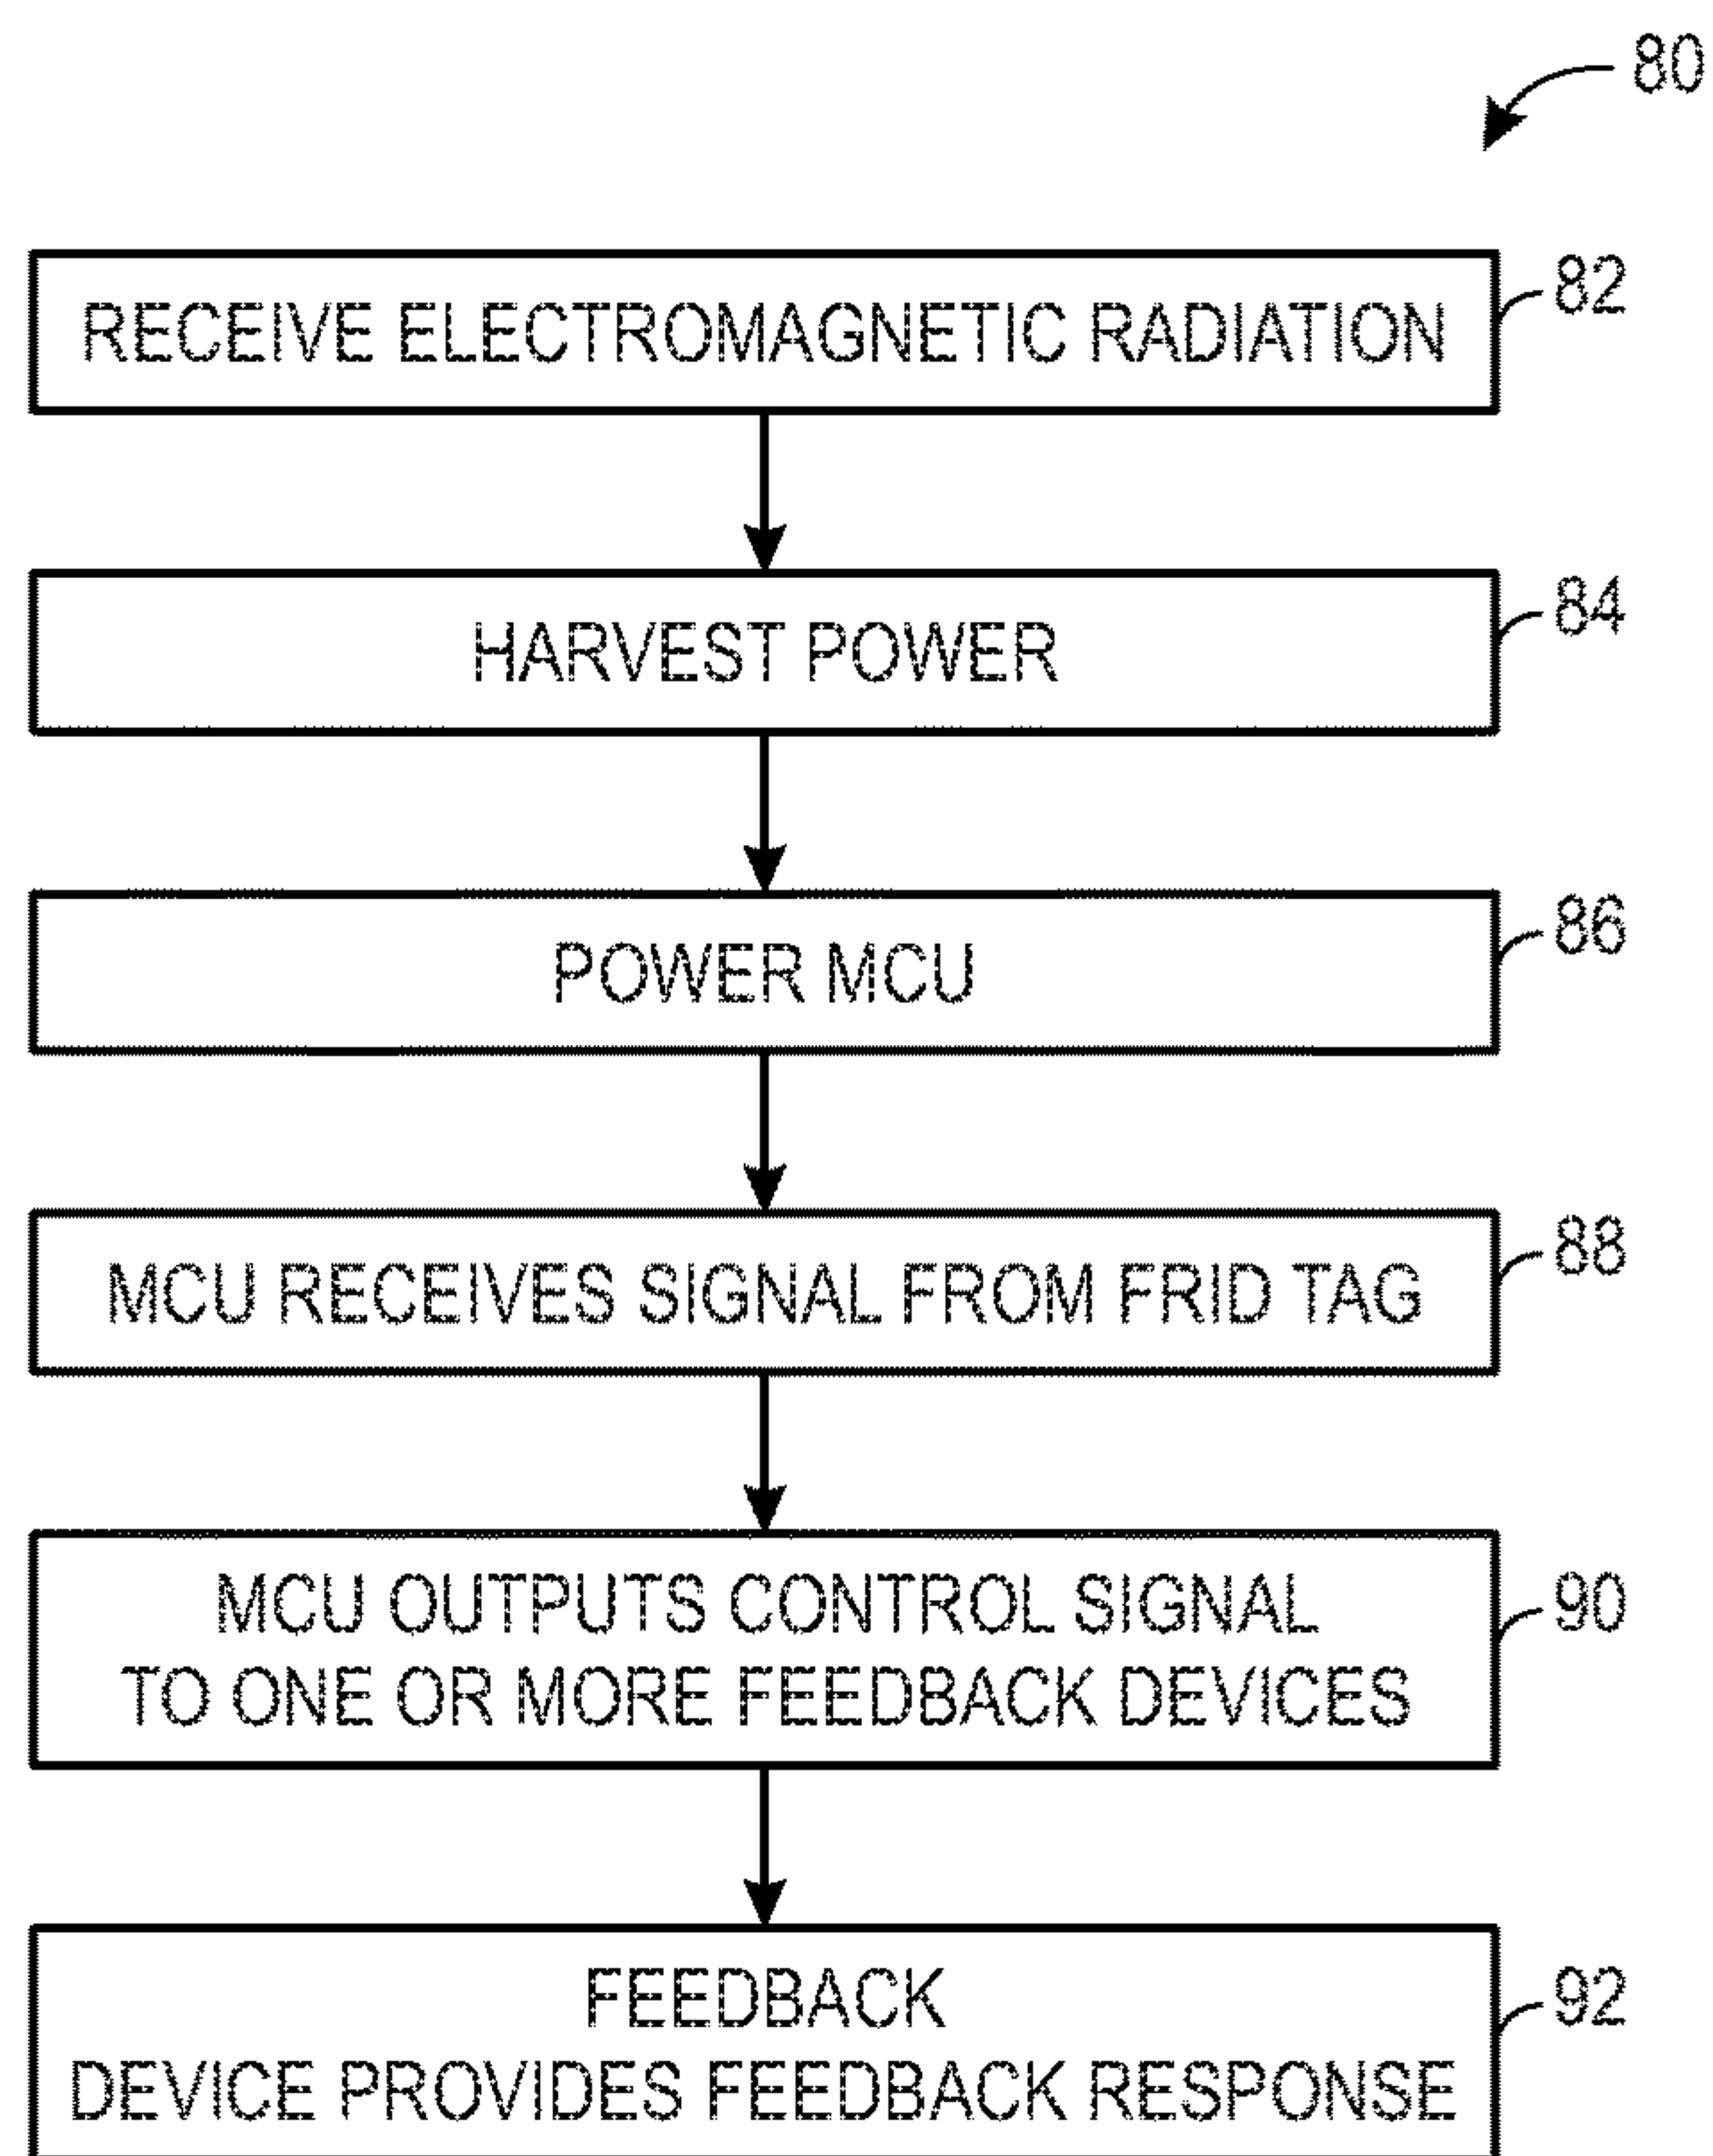 80
RECEIVE ELECTROMAGNETIC RADIATION
82
HARVEST POWER
84
POWER MCU
86
MCU RECEIVES SIGNAL FROM FRID TAG
88
MCU OUTPUTS CONTROL SIGNAL
TO ONE OR MORE FEEDBACK DEVICES
90
FEEDBACK
DEVICE PROVIDES FEEDBACK RESPONSE
92